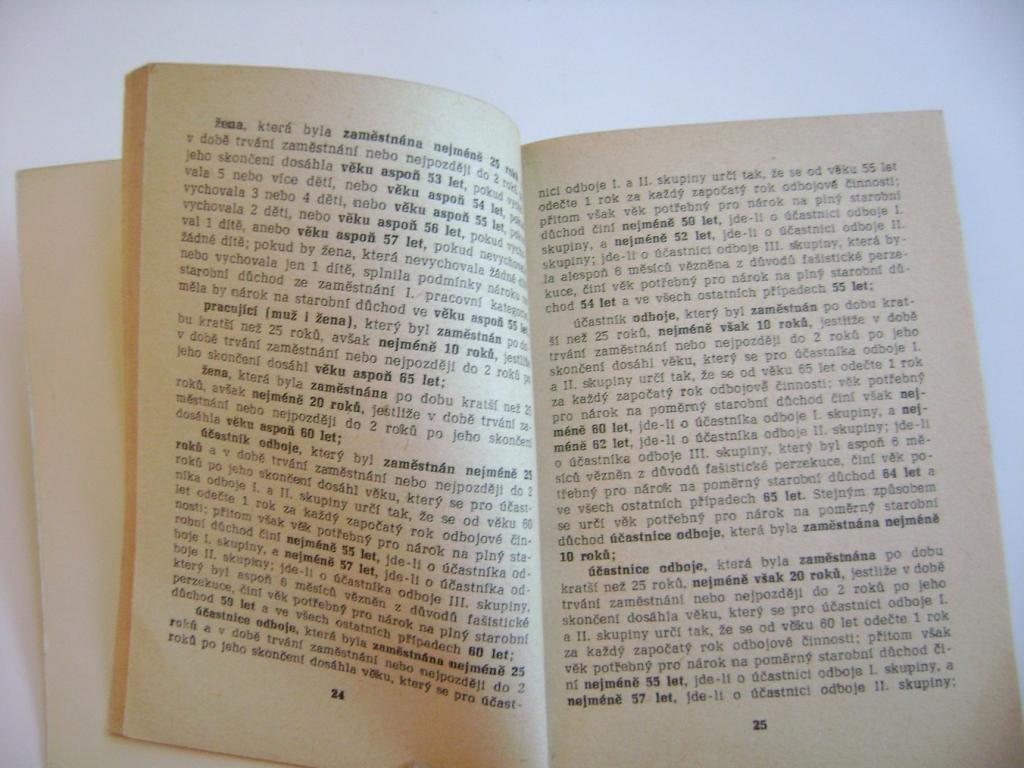 žena, která byla zaměstnána nejméně 25 roků
v době trvání zaměstnání nebo nejpozději do 2 roků po
jeho skončení dosáhla věku aspoň 53 let, pokud vycho-
vala 5 nebo více dětí, nebo věku aspoň 54 let, pokud
vychovala 3 nebo 4 děti, nebo věku aspoň 55 let, pokud
vychovala 2 děti, nebo věku aspoň 56 let, pokud vycho-
val 1 dítě, anebo věku aspoň 57 let, pokud nevychovala
žádné dítě; pokud by žena, která nevychovala žádné dítě
nebo vychovala jen 1 dítě, splnila podmínky nároku na
starobní důchod ze zaměstnání I. pracovní kategorie,
měla by nárok na starobní důchod ve věku aspoň 55 let
pracující (muž i žena), který byl zaměstnán po do-
bu kratší než 25 roků, avšak nejméně 10 roků, jestliže
v době trvání zaměstnání nebo nejpozději do 2 roků po
jeho skončení dosáhl věku aspoň 65 let;
žena, která byla zaměstnána po dobu kratší než 25
roků, avšak nejméně 20 roků, jestliže v době trvání za-
městnání nebo nejpozději do 2 roků po jeho skončení
dosáhla věku aspoň 60 let;
účastník odboje, který byl zaměstnán nejméně 25
roků a v době trvání zaměstnání nebo nejpozději do 2
roků po jeho skončení dosáhl věku, který se pro účast-
níka odboje I. a II. skupiny určí tak, že se od věku 60
let odečte 1 rok za každý započatý rok odbojové čin-
nosti; přitom však věk potřebný pro nárok na plný sta-
robní důchod činí nejméně 55 let, jde-li o účastníka od-
boje I. skupiny, a nejméně 57 let, jde-li o účastníka od-
boje II. skupiny; jde-li o účastníka odboje III. skupiny,
který byl aspoň 6 měsíců vězněn z důvodů fašistické
perzekuce, činí věk potřebný pro nárok na plný starobní
důchod 59 let a ve všech ostatních případech 60 let;
účastnice odboje, která byla zaměstnána nejméně 25
roků a v době trvání zaměstnání nebo nejpozději do 2
roků po jeho skončení dosáhla věku, který se pro účast-
24
nici odboje I. a II. skupiny určí tak, že se od věku 55 let
odečte 1 rok za každý započatý rok odbojové činnosti;
přitom však věk potřebný pro nárok na plný starobní
důchod činí nejméně 50 let, jde-li o účastníci odboje I.
skupiny, a nejméně 52 let, jde-li o účastnici odboje II.
skupiny; jde-li o účastnici odboje III. skupiny, která by-
la alespoň 6 měsíců vězněna z důvodů fašistické perze-
kuce, činí věk potřebný pro nárok na plný starobní dů-
chod 54 let a ve všech ostatních případech 55 let;
účastník odboje, který byl zaměstnán po dobu krat-
ší než 25 roků, nejméně však 10 roků, jestliže v době
trvání zaměstnání nebo nejpozději do 2 roků po jeho
skončení dosáhl věku, který se pro účastníka odboje I.
a II. skupiny určí tak, že se od věku 65 let odečte 1 rok
za každý započatý rok odbojové činnosti; věk potřebný
pro nárok na poměrný starobní důchod činí však nej-
méně 60 let, jde-li o účastníka odboje I. skupiny, a nej-
méně 62 let, jde-li o účastníka odboje II. skupiny; jde-li
o účastníka odboje III. skupiny, který byl aspoň 6 mě-
síců vězněn z důvodů fašistické perzekuce, činí věk po-
třebný pro nárok na poměrný starobní důchod 64 let a
ve všech ostatních případech 65 let. Stejným způsobem
se určí věk potřebný pro nárok na poměrný starobní
důchod účastnice odboje, která byla zaměstnána nejméně
10 roků;
účastnice odboje, která byla zaměstnána po dobu
kratší než 25 roků, nejméně však 20 roků, jestliže v době
trvání zaměstnání nebo nejpozději do 2 roků po jeho
skončení dosáhla věku, který se pro účastnici odboje I.
a II. skupiny určí tak, že se od věku 60 let odečte 1 rok
za každý započatý rok odbojové činnosti; přitom však
věk potřebný pro nárok na poměrný starobní důchod či-
ní nejméně 55 let, jde-li o účastnici odboje I. skupiny, a
nejméně 57 let, jde-li o účastnici odboje II. skupiny;
25